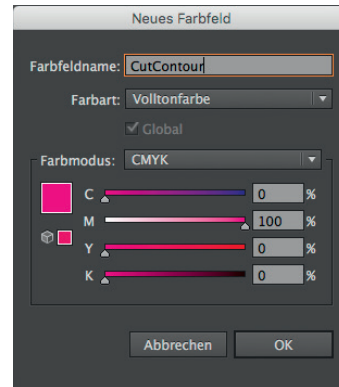 Neues Farbfeld
Farbfeldname: CutContour
Farbart: Volltonfarbe
Global
Farbmodus: CMYK
C 0 %
M 100 %
Y 0 %
K 0 %
Abbrechen OK